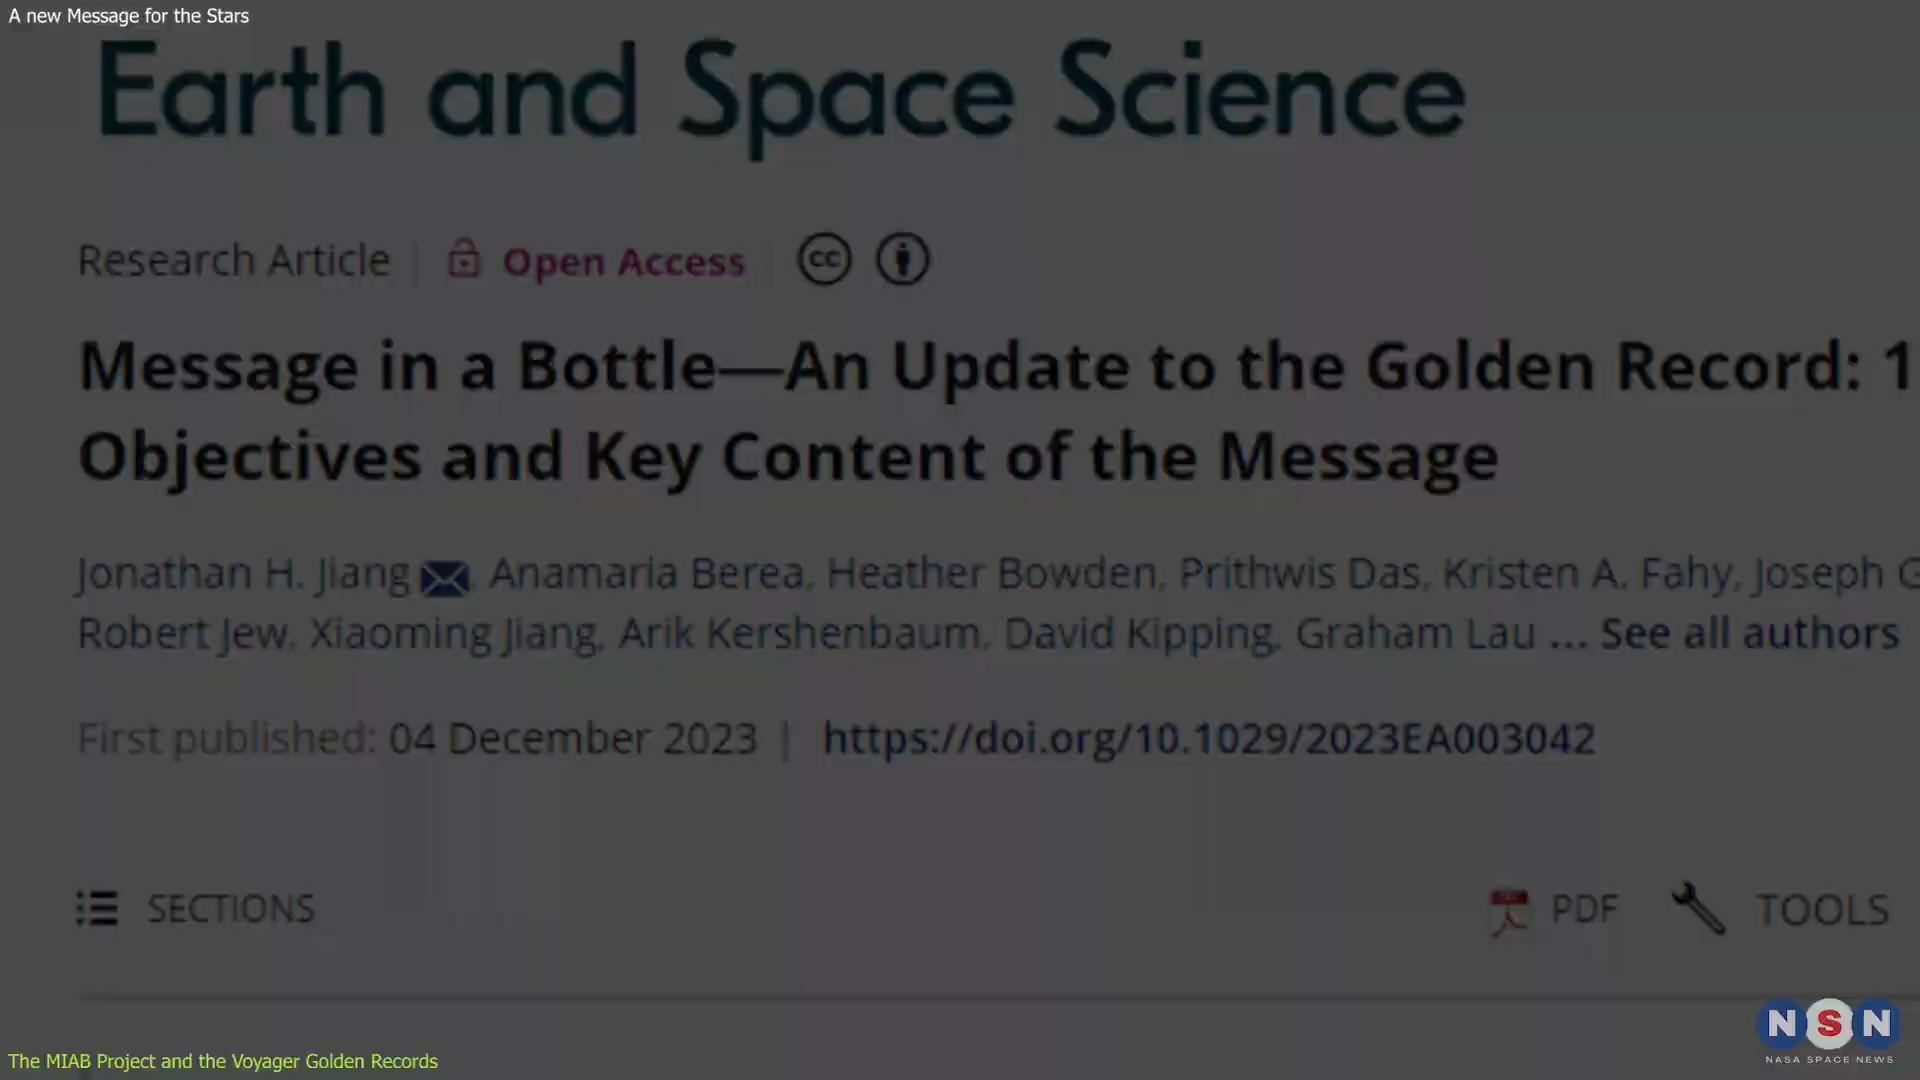 A new Message for the Stars
Earth and Space Science
Research Article | Open Access
Message in a Bottle—An Update to the Golden Record: 1
Objectives and Key Content of the Message
Jonathan H. Jiang Anamaria Berea, Heather Bowden, Prithwis Das, Kristen A. Fahy, Joseph G
Robert Jew, Xiaoming Jiang, Arik Kershenbaum, David Kipping, Graham Lau ... See all authors
First published: 04 December 2023 | https://doi.org/10.1029/2023EA003042
SECTIONS PDF TOOLS
NSN
NASA SPACE NEWS
The MIAB Project and the Voyager Golden Records